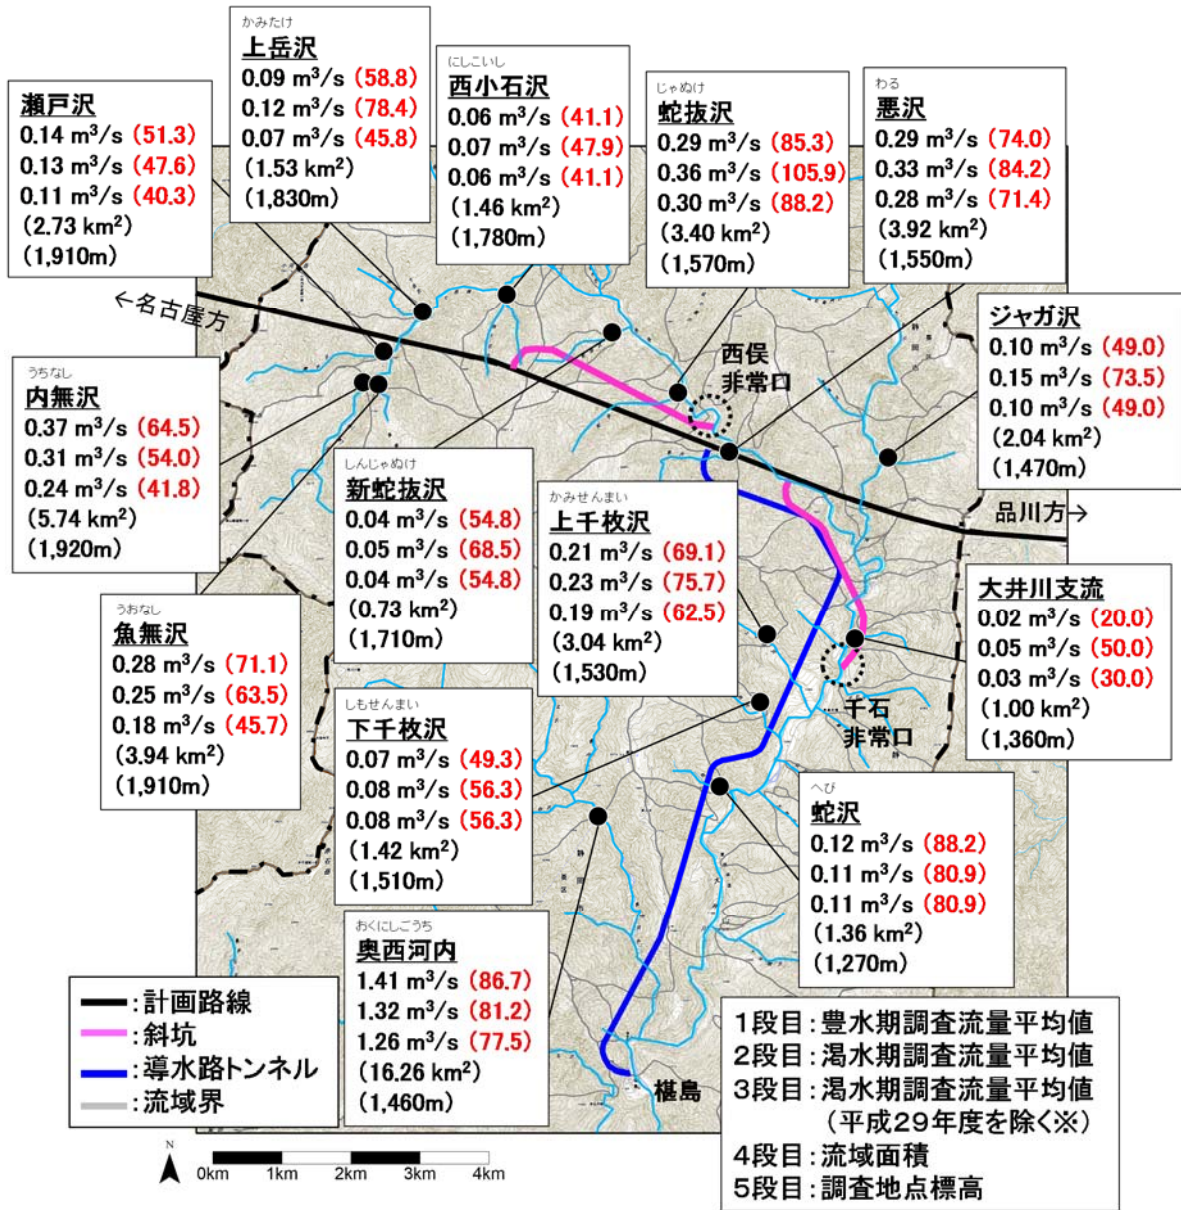 かみたけ
上岳沢
0.09 m³/s (58.8)
0.12 m³/s (78.4)
0.07 m³/s (45.8)
(1.53 km²)
(1,830m)
にしこいし
西小石沢
0.06 m³/s (41.1)
0.07 m³/s (47.9)
0.06 m³/s (41.1)
(1.46 km²)
(1,780m)
じゃぬけ
蛇抜沢
0.29 m³/s (85.3)
0.36 m³/s (105.9)
0.30 m³/s (88.2)
(3.40 km²)
(1,570m)
わる
悪沢
0.29 m³/s (74.0)
0.33 m³/s (84.2)
0.28 m³/s (71.4)
(3.92 km²)
(1,550m)
瀬戸沢
0.14 m³/s (51.3)
0.13 m³/s (47.6)
0.11 m³/s (40.3)
(2.73 km²)
(1,910m)
←名古屋方
ジャガ沢
0.10 m³/s (49.0)
0.15 m³/s (73.5)
0.10 m³/s (49.0)
(2.04 km²)
(1,470m)
西俣
非常口
うちなし
内無沢
0.37 m³/s (64.5)
0.31 m³/s (54.0)
0.24 m³/s (41.8)
(5.74 km²)
(1,920m)
しんじゃぬけ
新蛇抜沢
0.04 m³/s (54.8)
0.05 m³/s (68.5)
0.04 m³/s (54.8)
(0.73 km²)
(1,710m)
かみせんまい
上千枚沢
0.21 m³/s (69.1)
0.23 m³/s (75.7)
0.19 m³/s (62.5)
(3.04 km²)
(1,530m)
品川方→
大井川支流
0.02 m³/s (20.0)
0.05 m³/s (50.0)
0.03 m³/s (30.0)
(1.00 km²)
(1,360m)
うおなし
魚無沢
0.28 m³/s (71.1)
0.25 m³/s (63.5)
0.18 m³/s (45.7)
(3.94 km²)
(1,910m)
しもせんまい
下千枚沢
0.07 m³/s (49.3)
0.08 m³/s (56.3)
0.08 m³/s (56.3)
(1.42 km²)
(1,510m)
千石
非常口
へび
蛇沢
0.12 m³/s (88.2)
0.11 m³/s (80.9)
0.11 m³/s (80.9)
(1.36 km²)
(1,270m)
おくにしごうち
奥西河内
1.41 m³/s (86.7)
1.32 m³/s (81.2)
1.26 m³/s (77.5)
(16.26 km²)
(1,460m)
椹島
:計画路線
:斜坑
:導水路トンネル
:流域界
1段目:豊水期調査流量平均値
2段目:渇水期調査流量平均値
3段目:渇水期調査流量平均値
(平成29年度を除く※)
4段目:流域面積
5段目:調査地点標高
N
0km 1km 2km 3km 4km